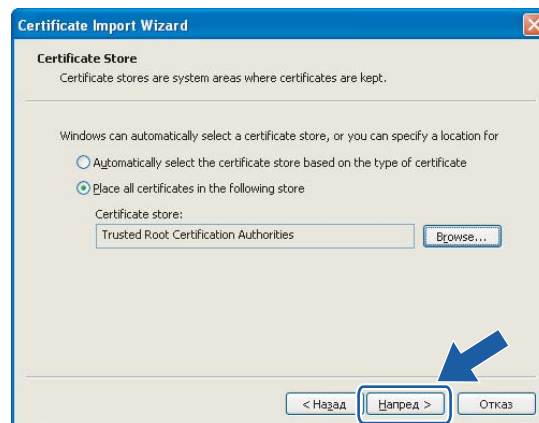 Certificate Import Wizard
Certificate Store
Certificate stores are system areas where certificates are kept.
Windows can automatically select a certificate store, or you can specify a location for
Automatically select the certificate store based on the type of certificate
Place all certificates in the following store
Certificate store:
Trusted Root Certification Authorities
Browse...
< Назад
Напред >
Отказ